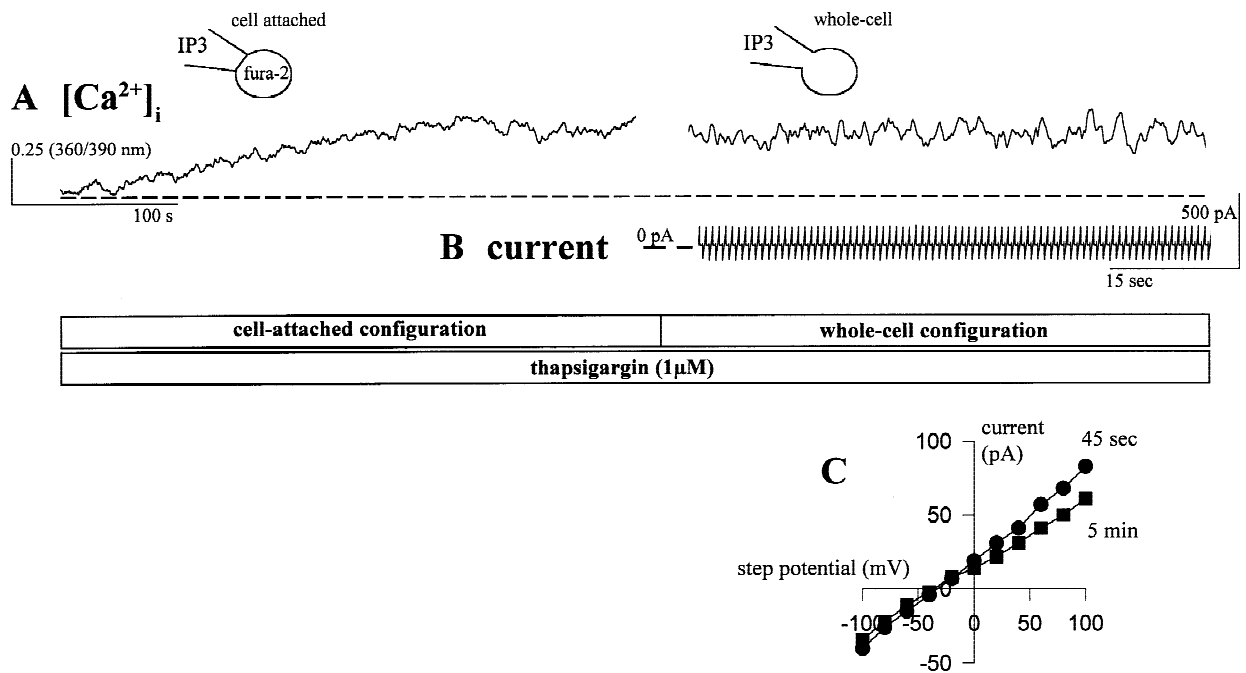 cell attached
IP3
fura-2
whole-cell
IP3
A [Ca²⁺]ᵢ
0.25 (360/390 nm)
100 s
500 pA
B current
0 pA
15 sec
cell-attached configuration
whole-cell configuration
thapsigargin (1µM)
C
current
(pA)
45 sec
100
50
5 min
step potential (mV)
0
-100
-50
0
50
100
-50